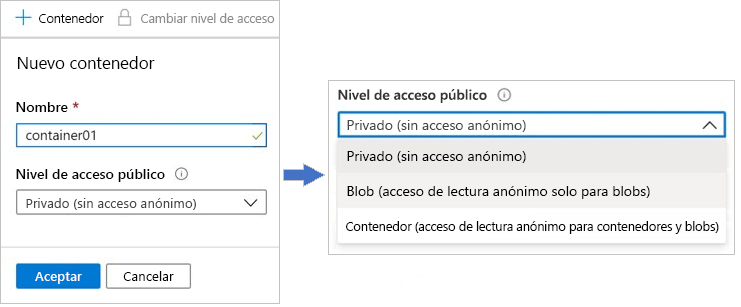 + Contenedor Cambiar nivel de acceso
Nuevo contenedor
Nombre *
container01
Nivel de acceso público
Privado (sin acceso anónimo)
Aceptar Cancelar
Nivel de acceso público
Privado (sin acceso anónimo)
Privado (sin acceso anónimo)
Blob (acceso de lectura anónimo solo para blobs)
Contenedor (acceso de lectura anónimo para contenedores y blobs)